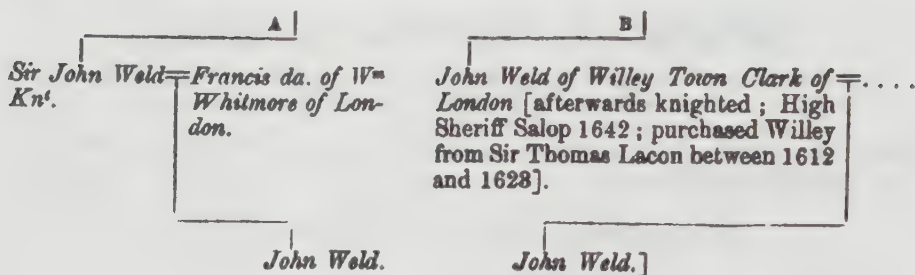 A
B
Sir John Weld=Francis da. of Wᵐ
Knᵗ.
Whitmore of Lon-
don.
John Weld of Willey Town Clark of =....
London [afterwards knighted ; High
Sheriff Salop 1642 ; purchased Willey
from Sir Thomas Lacon between 1612
and 1628].
John Weld.
John Weld.]